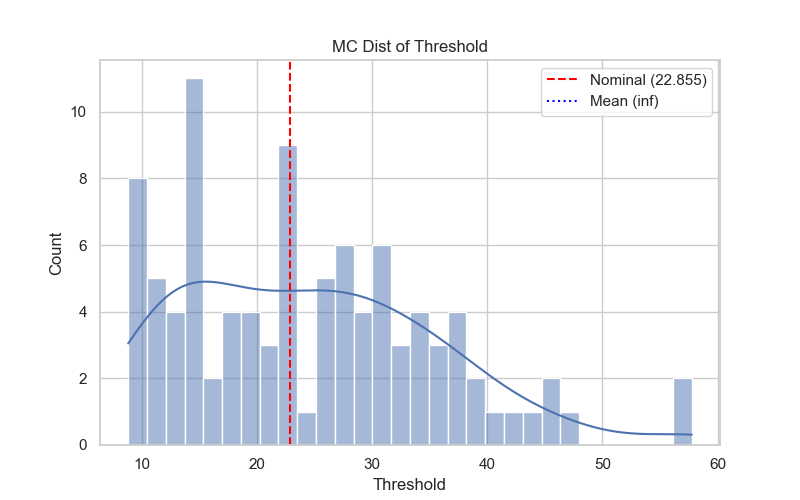 MC Dist of Threshold
Nominal (22.855)
Mean (inf)
10
8
6
4
2
0
Count
10 20 30 40 50 60
Threshold